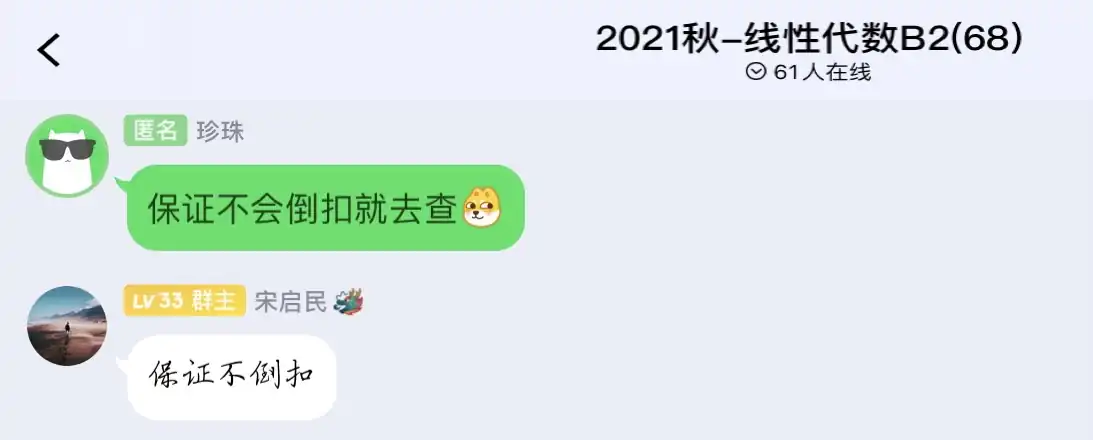 2021秋-线性代数B2(68)
61人在线
匿名 珍珠
保证不会倒扣就去查
LV 33 群主 宋启民
保证不倒扣